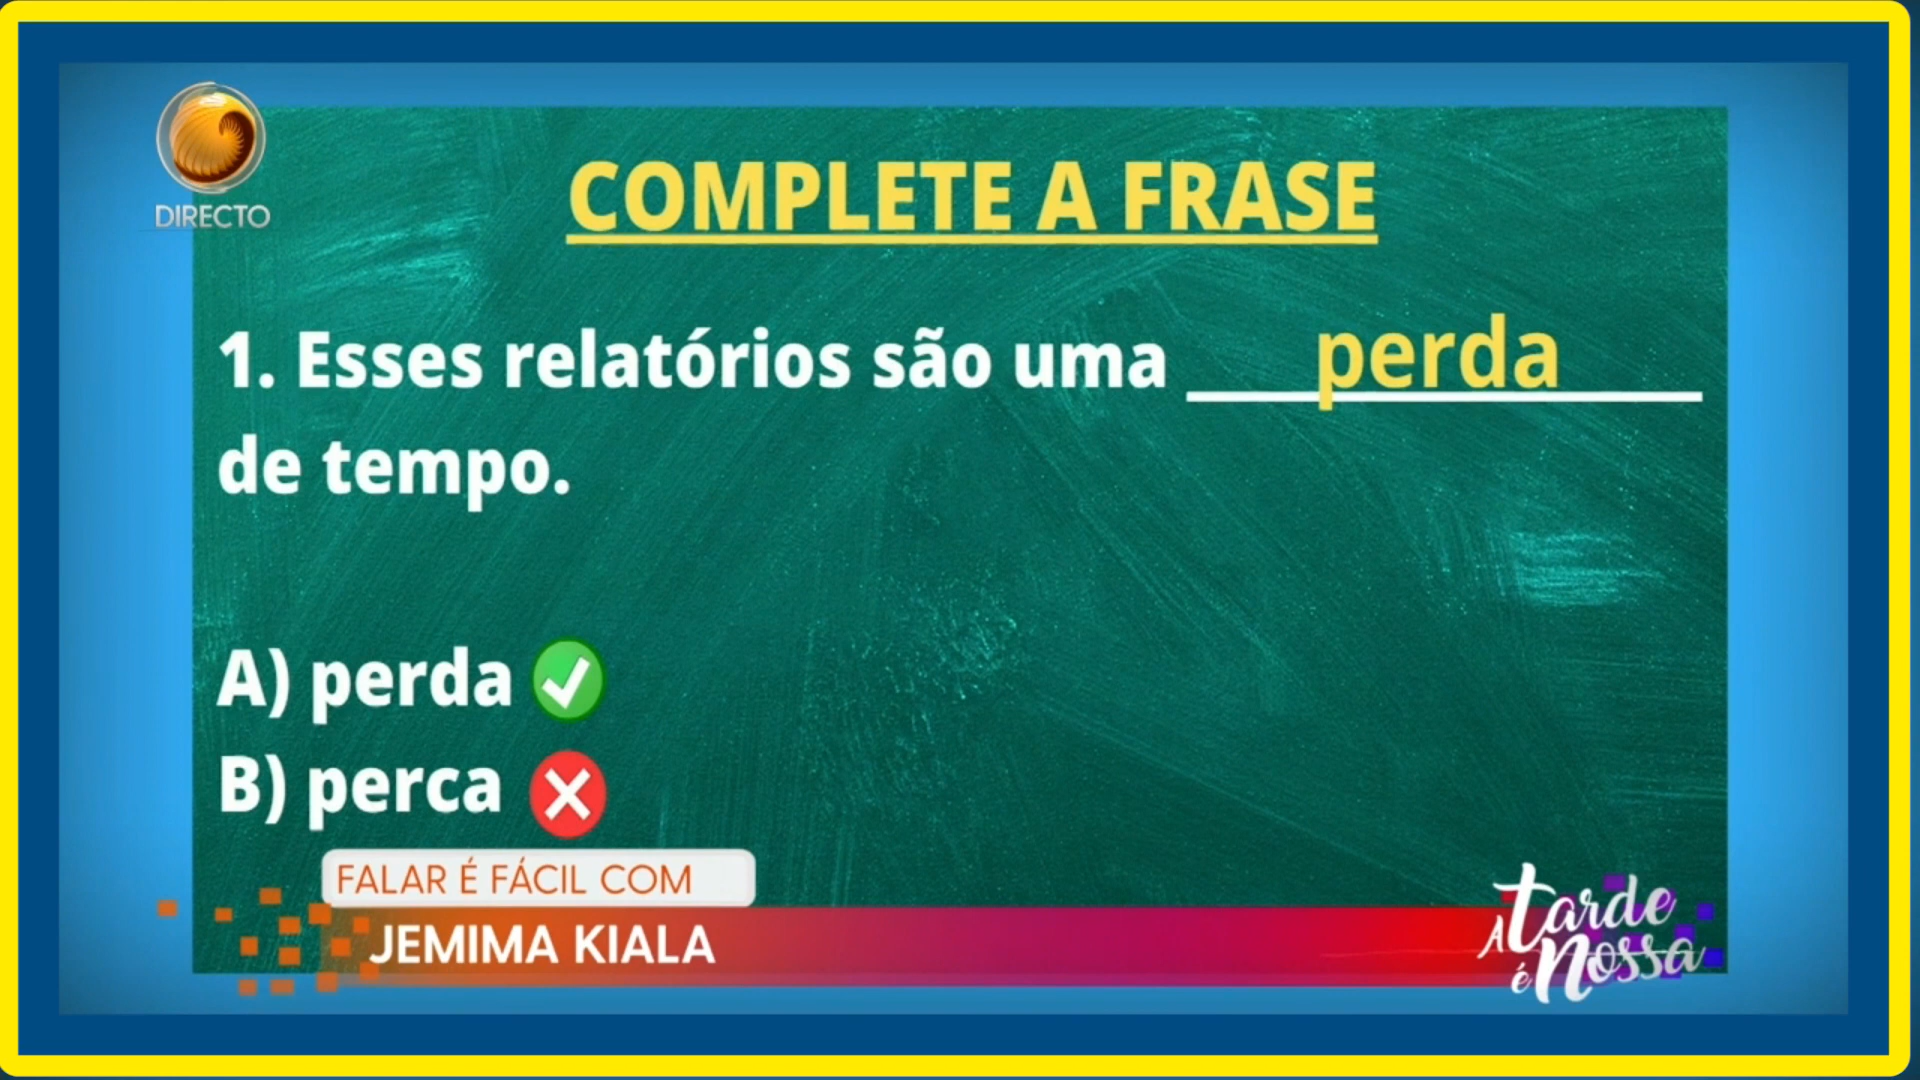 DIRECTO
COMPLETE A FRASE
1. Esses relatórios são uma perda
de tempo.
A) perda
B) perca
FALAR É FÁCIL COM
JEMIMA KIALA
A tarde
é Nossa